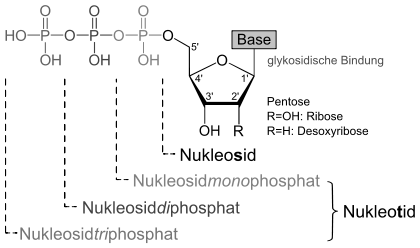 O O O
HO P O P O P O
OH OH OH
5'
Base
glykosidische Bindung
O
4' 1'
3' 2'
OH R
Pentose
R=OH: Ribose
R=H: Desoxyribose
Nukleosid
Nukleosidmonophosphat
Nukleosiddiphosphat
Nukleotid
Nukleosidtriphosphat